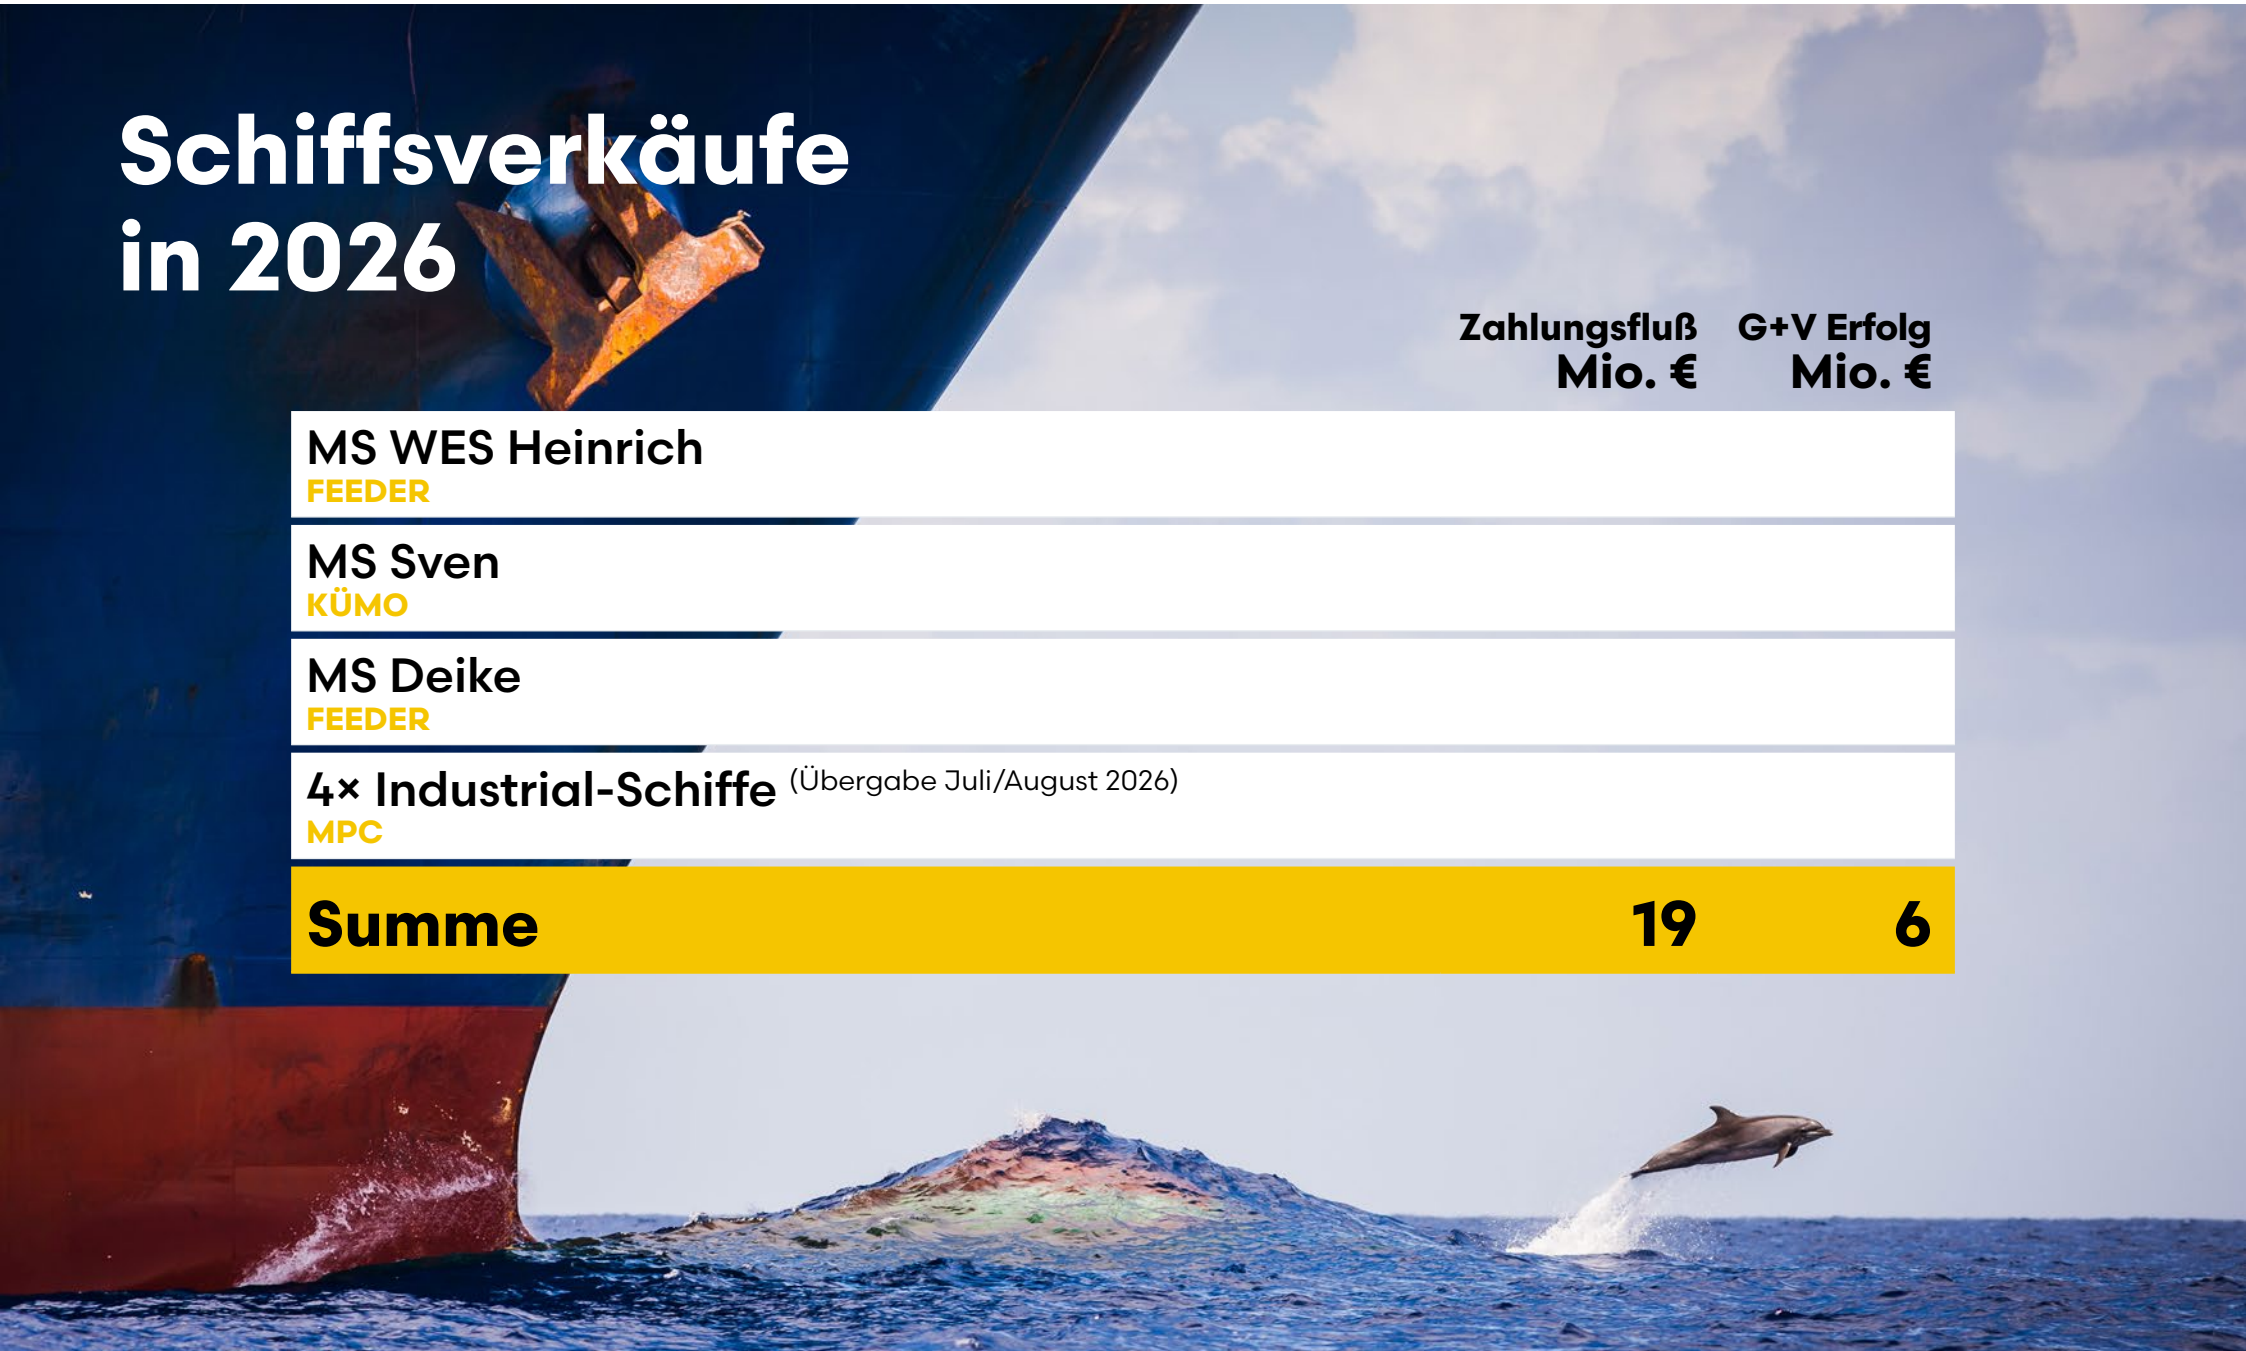 Schiffsverkäufe
in 2026
Zahlungsfluß G+V Erfolg
Mio. € Mio. €
MS WES Heinrich
FEEDER
MS Sven
KÜMO
MS Deike
FEEDER
4× Industrial-Schiffe (Übergabe Juli/August 2026)
MPC
Summe 19 6